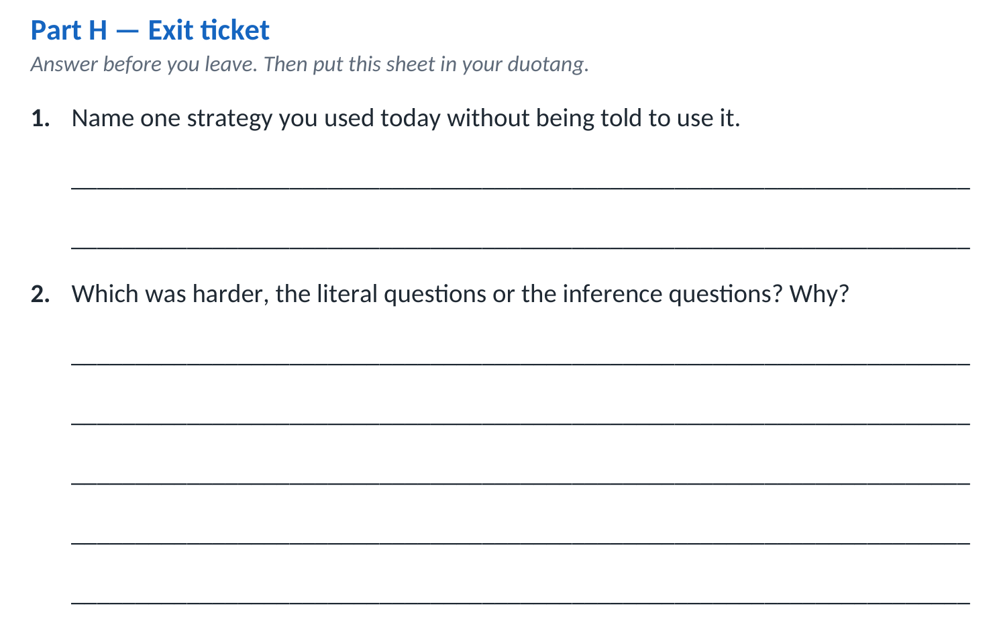 Part H — Exit ticket
Answer before you leave. Then put this sheet in your duotang.
1. Name one strategy you used today without being told to use it.
2. Which was harder, the literal questions or the inference questions? Why?